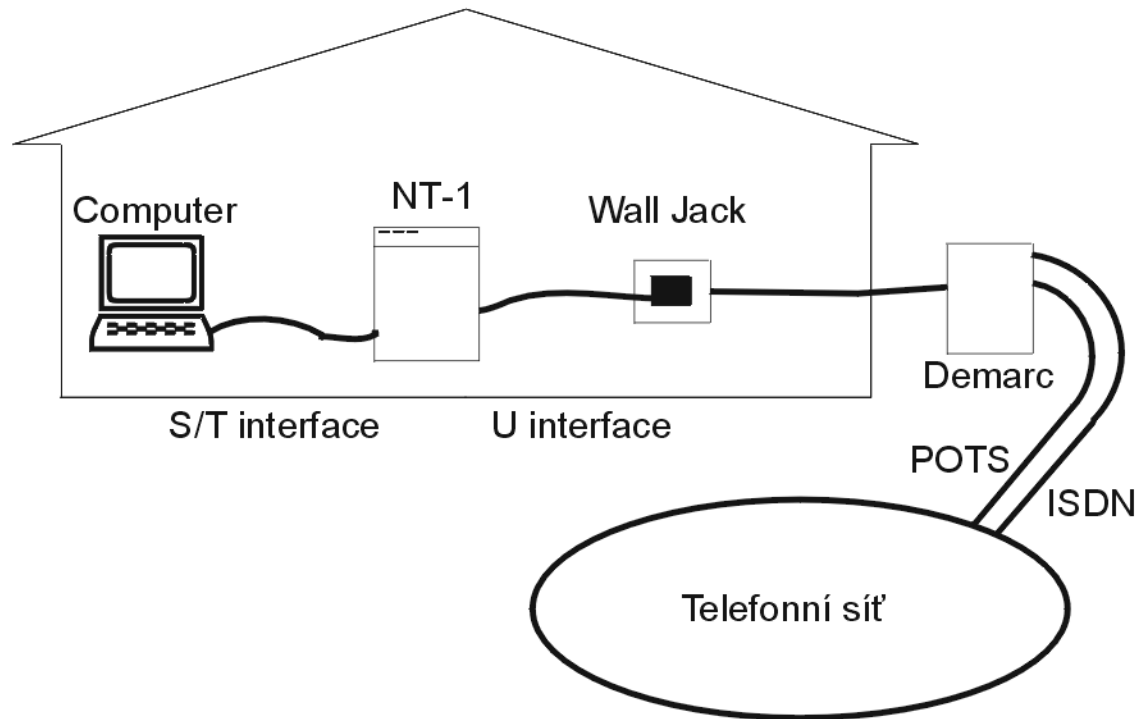 Computer
NT-1
Wall Jack
Demarc
S/T interface
U interface
POTS
ISDN
Telefonní síť